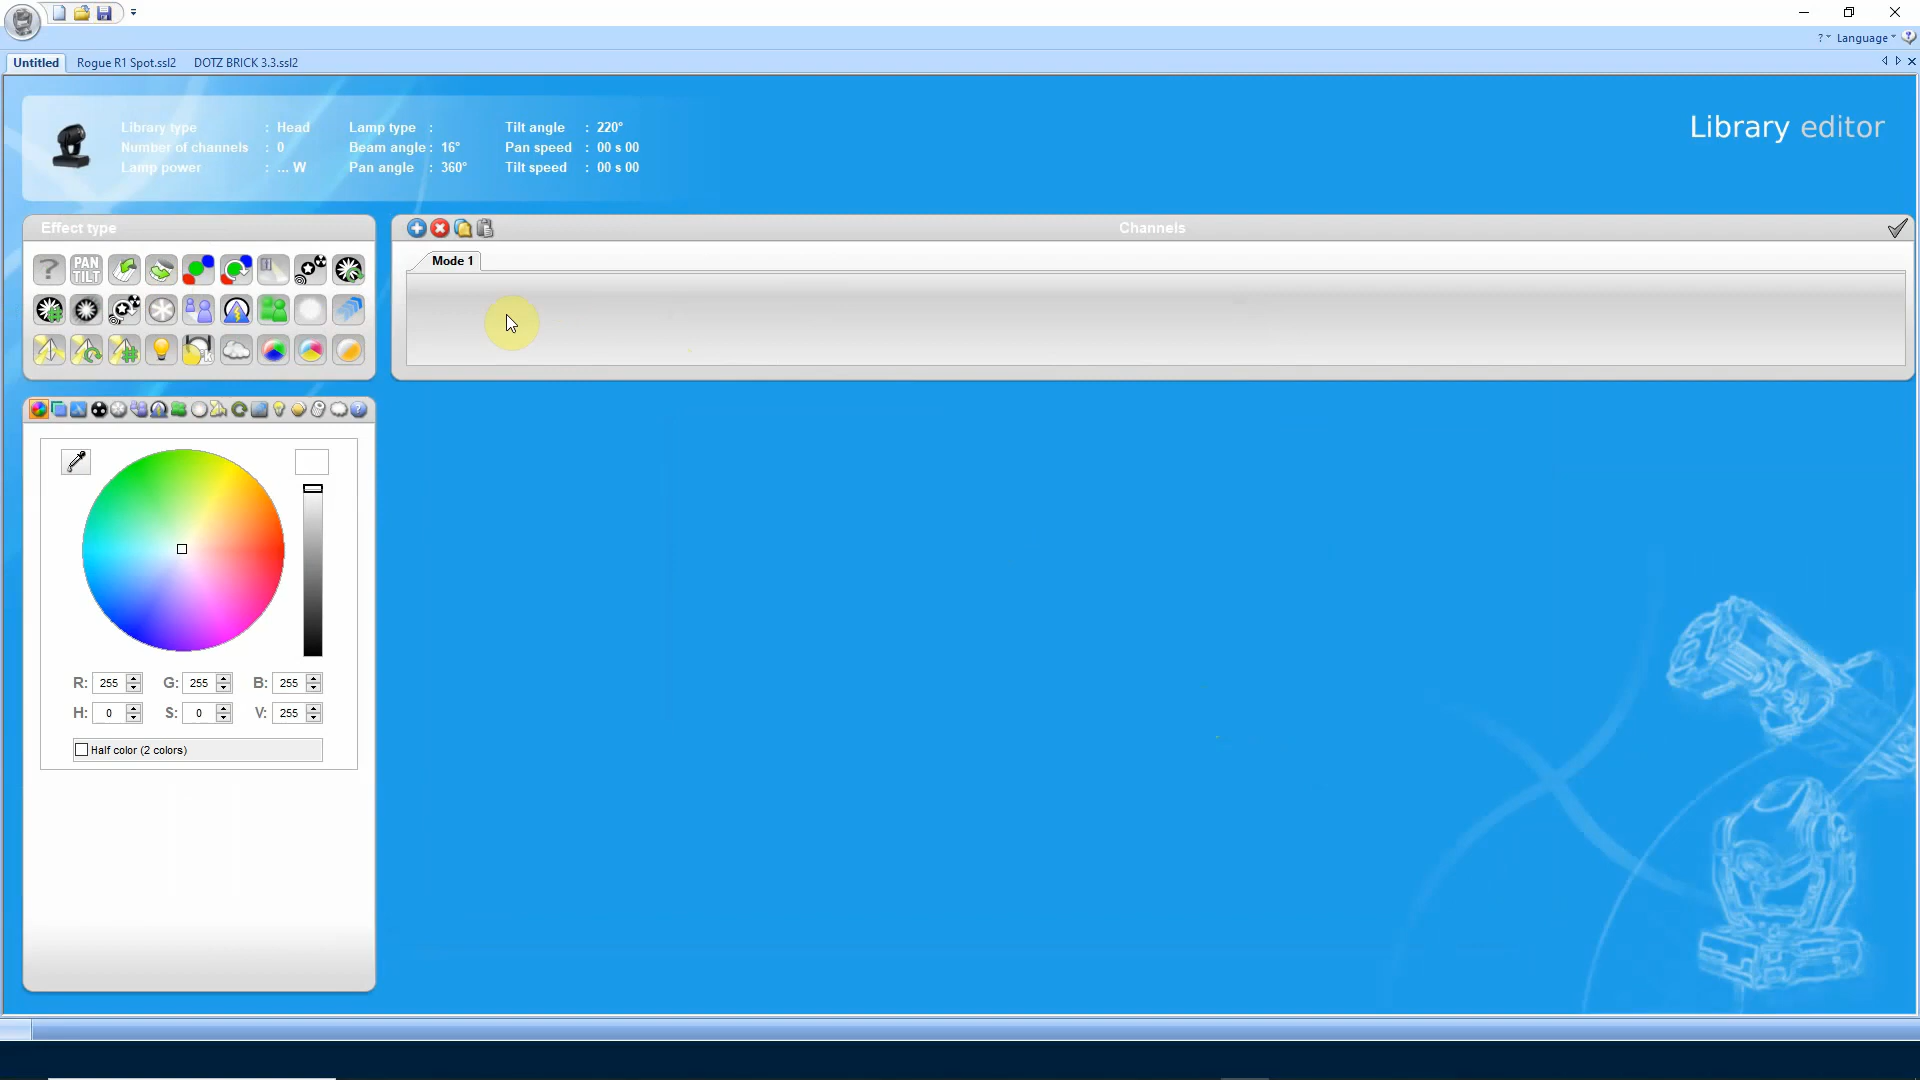 ? Language
Untitled Rogue R1 Spot.ssl2 DOTZ BRICK 3.3.ssl2
Library editor
Library type : Head Lamp type : Tilt angle : 220°
Number of channels : 0 Beam angle : 16° Pan speed : 00 s 00
Lamp power : ... W Pan angle : 360° Tilt speed : 00 s 00
Effect type
Channels
Mode 1
? PAN TILT
R: 255 G: 255 B: 255
H: 0 S: 0 V: 255
Half color (2 colors)